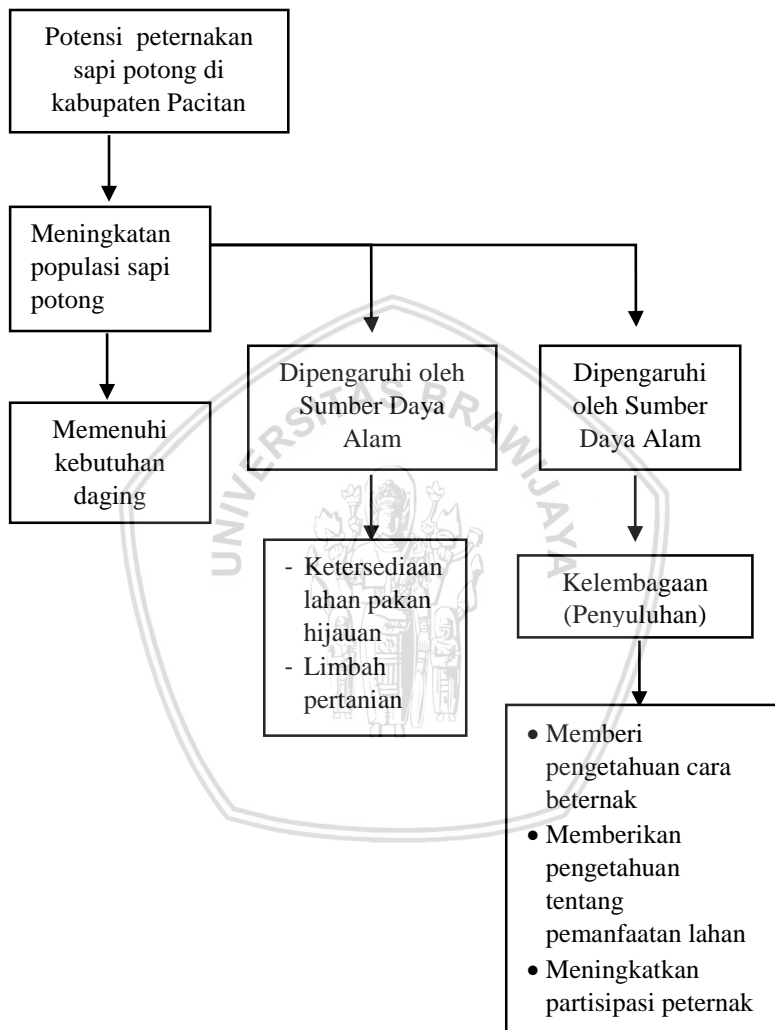 Potensi peternakan
sapi potong di
kabupaten Pacitan
Meningkatan
populasi sapi
potong
Memenuhi
kebutuhan
daging
Dipengaruhi oleh
Sumber Daya
Alam
Dipengaruhi
oleh Sumber
Daya Alam
- Ketersediaan
lahan pakan
hijauan
- Limbah
pertanian
Kelembagaan
(Penyuluhan)
• Memberi
pengetahuan cara
beternak
• Memberikan
pengetahuan
tentang
pemanfaatan lahan
• Meningkatkan
partisipasi peternak
UNIVERSITAS BRAWIJAYA